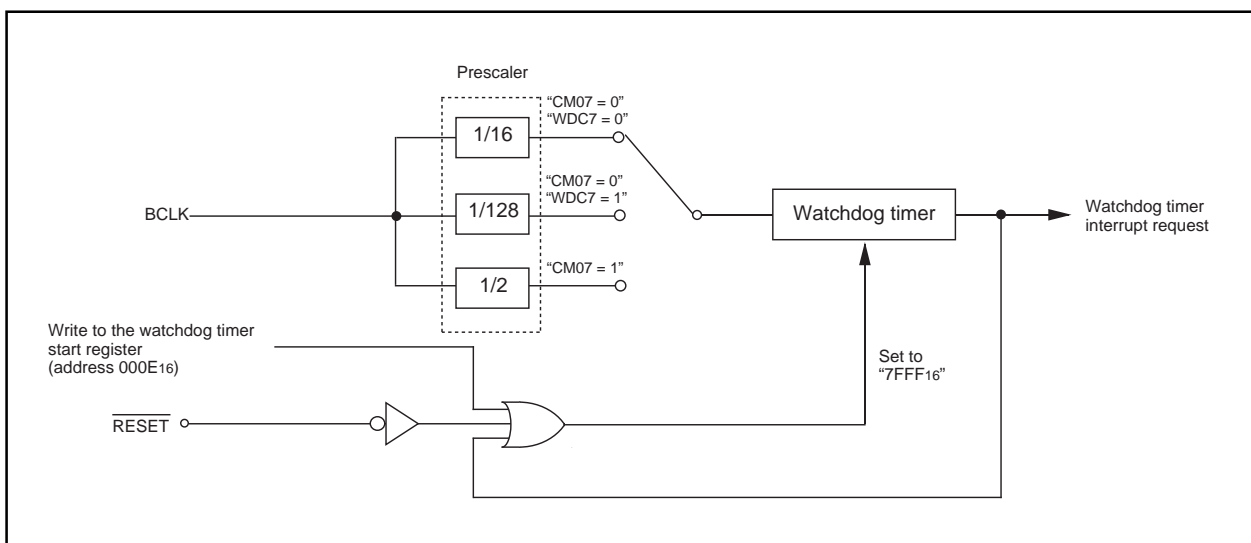 Prescaler
“CM07 = 0”
“WDC7 = 0”
1/16
“CM07 = 0”
“WDC7 = 1”
1/128
BCLK
“CM07 = 1”
1/2
Watchdog timer
Watchdog timer
interrupt request
Write to the watchdog timer
start register
(address 000E16)
Set to
“7FFF16”
RESET